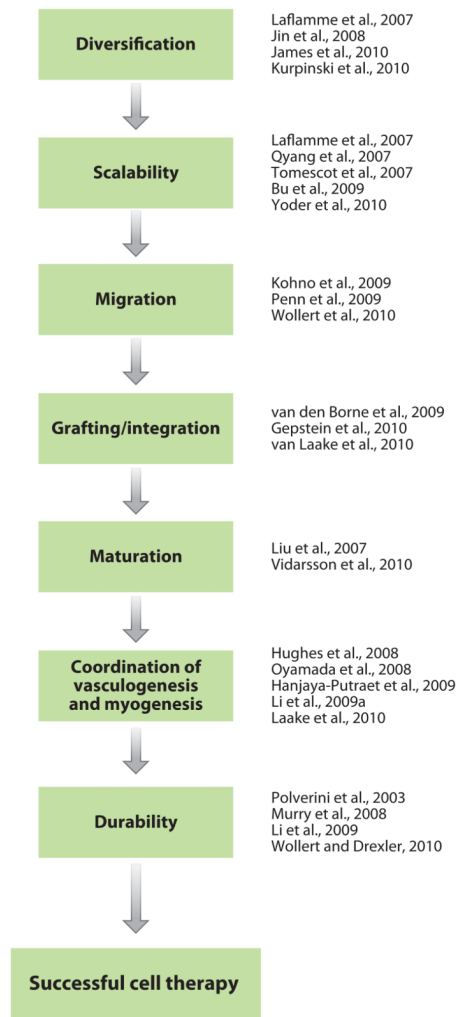 Diversification
Laflamme et al., 2007
Jin et al., 2008
James et al., 2010
Kurpinski et al., 2010
Scalability
Laflamme et al., 2007
Qyang et al., 2007
Tomescot et al., 2007
Bu et al., 2009
Yoder et al., 2010
Migration
Kohno et al., 2009
Penn et al., 2009
Wollert et al., 2010
Grafting/integration
van den Borne et al., 2009
Gepstein et al., 2010
van Laake et al., 2010
Maturation
Liu et al., 2007
Vidarsson et al., 2010
Coordination of
vasculogenesis
and myogenesis
Hughes et al., 2008
Oyamada et al., 2008
Hanjaya-Putraet et al., 2009
Li et al., 2009a
Laake et al., 2010
Durability
Polverini et al., 2003
Murry et al., 2008
Li et al., 2009
Wollert and Drexler, 2010
Successful cell therapy